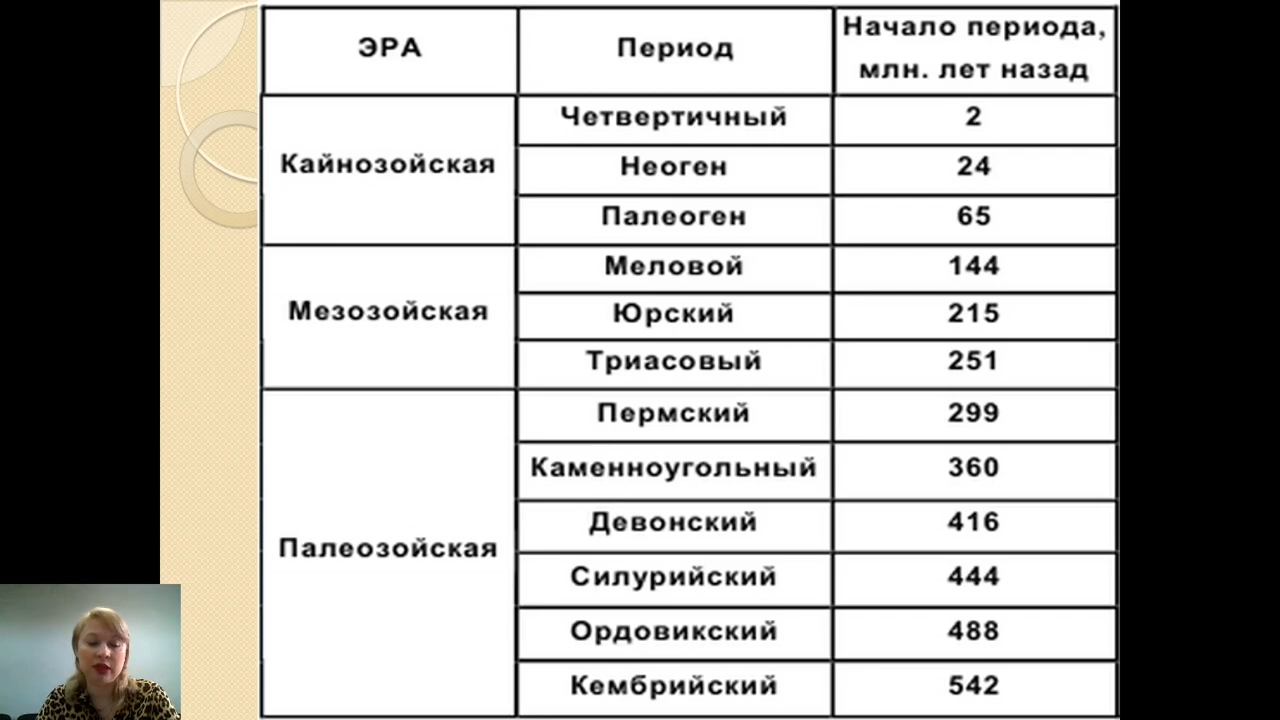 ЭРА Период Начало периода,
млн. лет назад
Кайнозойская
Четвертичный 2
Неоген 24
Палеоген 65
Мезозойская
Меловой 144
Юрский 215
Триасовый 251
Палеозойская
Пермский 299
Каменноугольный 360
Девонский 416
Силурийский 444
Ордовикский 488
Кембрийский 542